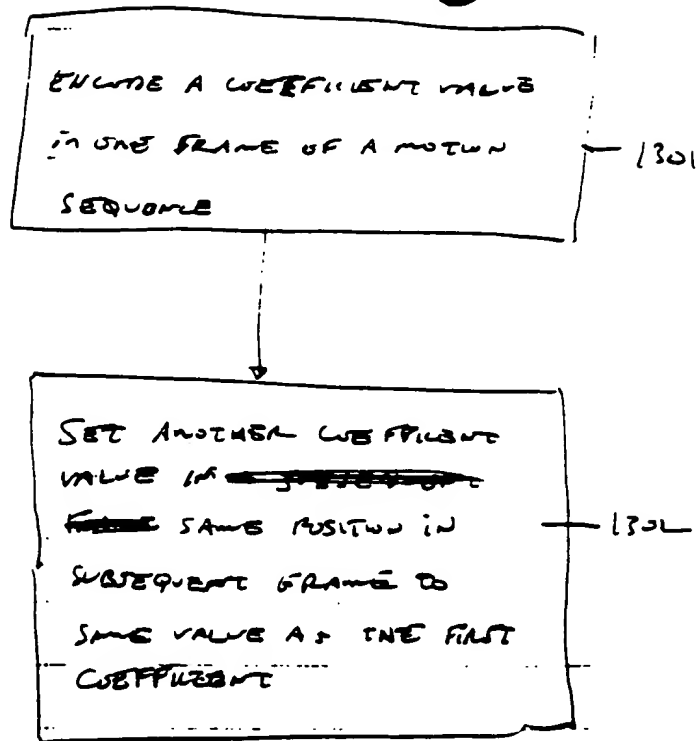 ENCODE A COEFFICIENT VALUE
in ONE FRAME OF A MOTION
SEQUENCE
1301
SET ANOTHER COEFFICIENT
VALUE IN
SAME POSITION IN
1302
SUBSEQUENT FRAME TO
SAME VALUE AS THE FIRST
COEFFICIENT